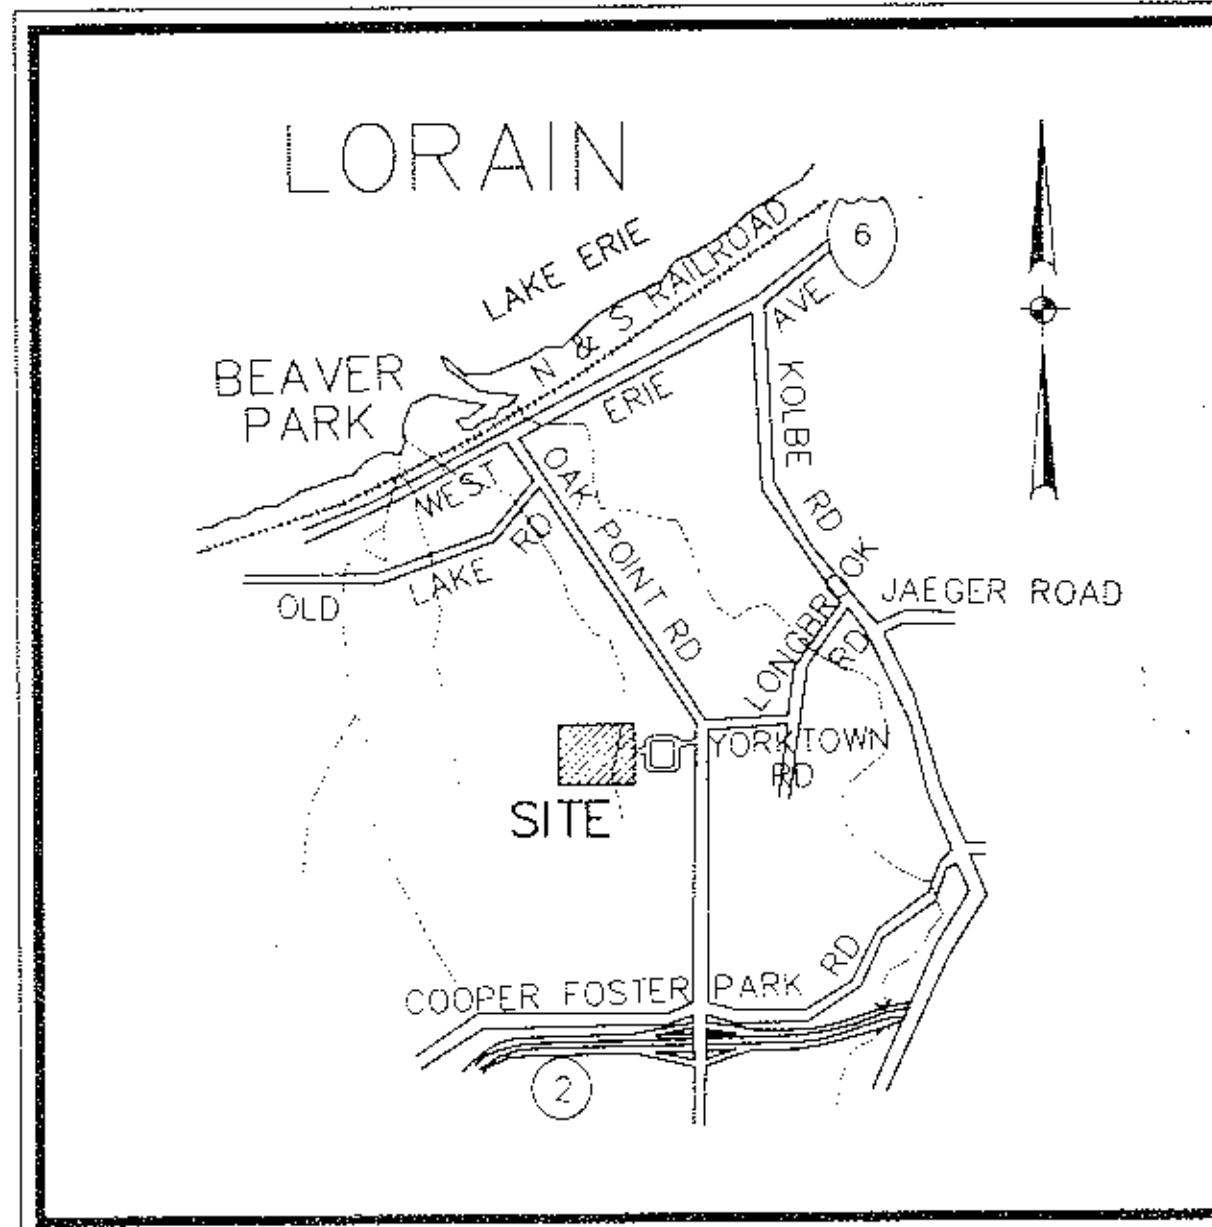 LORAIN
LAKE ERIE
N & S RAILROAD
6
BEAVER
PARK
WEST ERIE AVE.
KOLBE RD
OAK POINT RD
OLD LAKE RD
JAEGER ROAD
LONGBROOK
RD
YORKTOWN
RD
SITE
COOPER FOSTER PARK RD
2